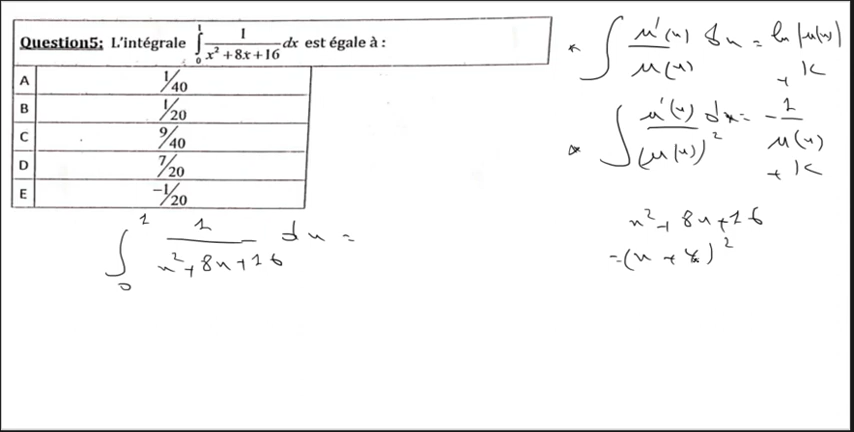 Question5: L'intégrale ∫₀¹ 1/(x²+8x+16) dx est égale à :
A 1/40
B 1/20
C 9/40
D 7/20
E -1/20
* ∫ u'(x)/u(x) dx = ln|u(x)| + k
* ∫ u'(x)/(u(x))² dx = -1/u(x) + k
x² + 8x + 16
= (x + 4)²
∫₀¹ 1/(x²+8x+16) dx =